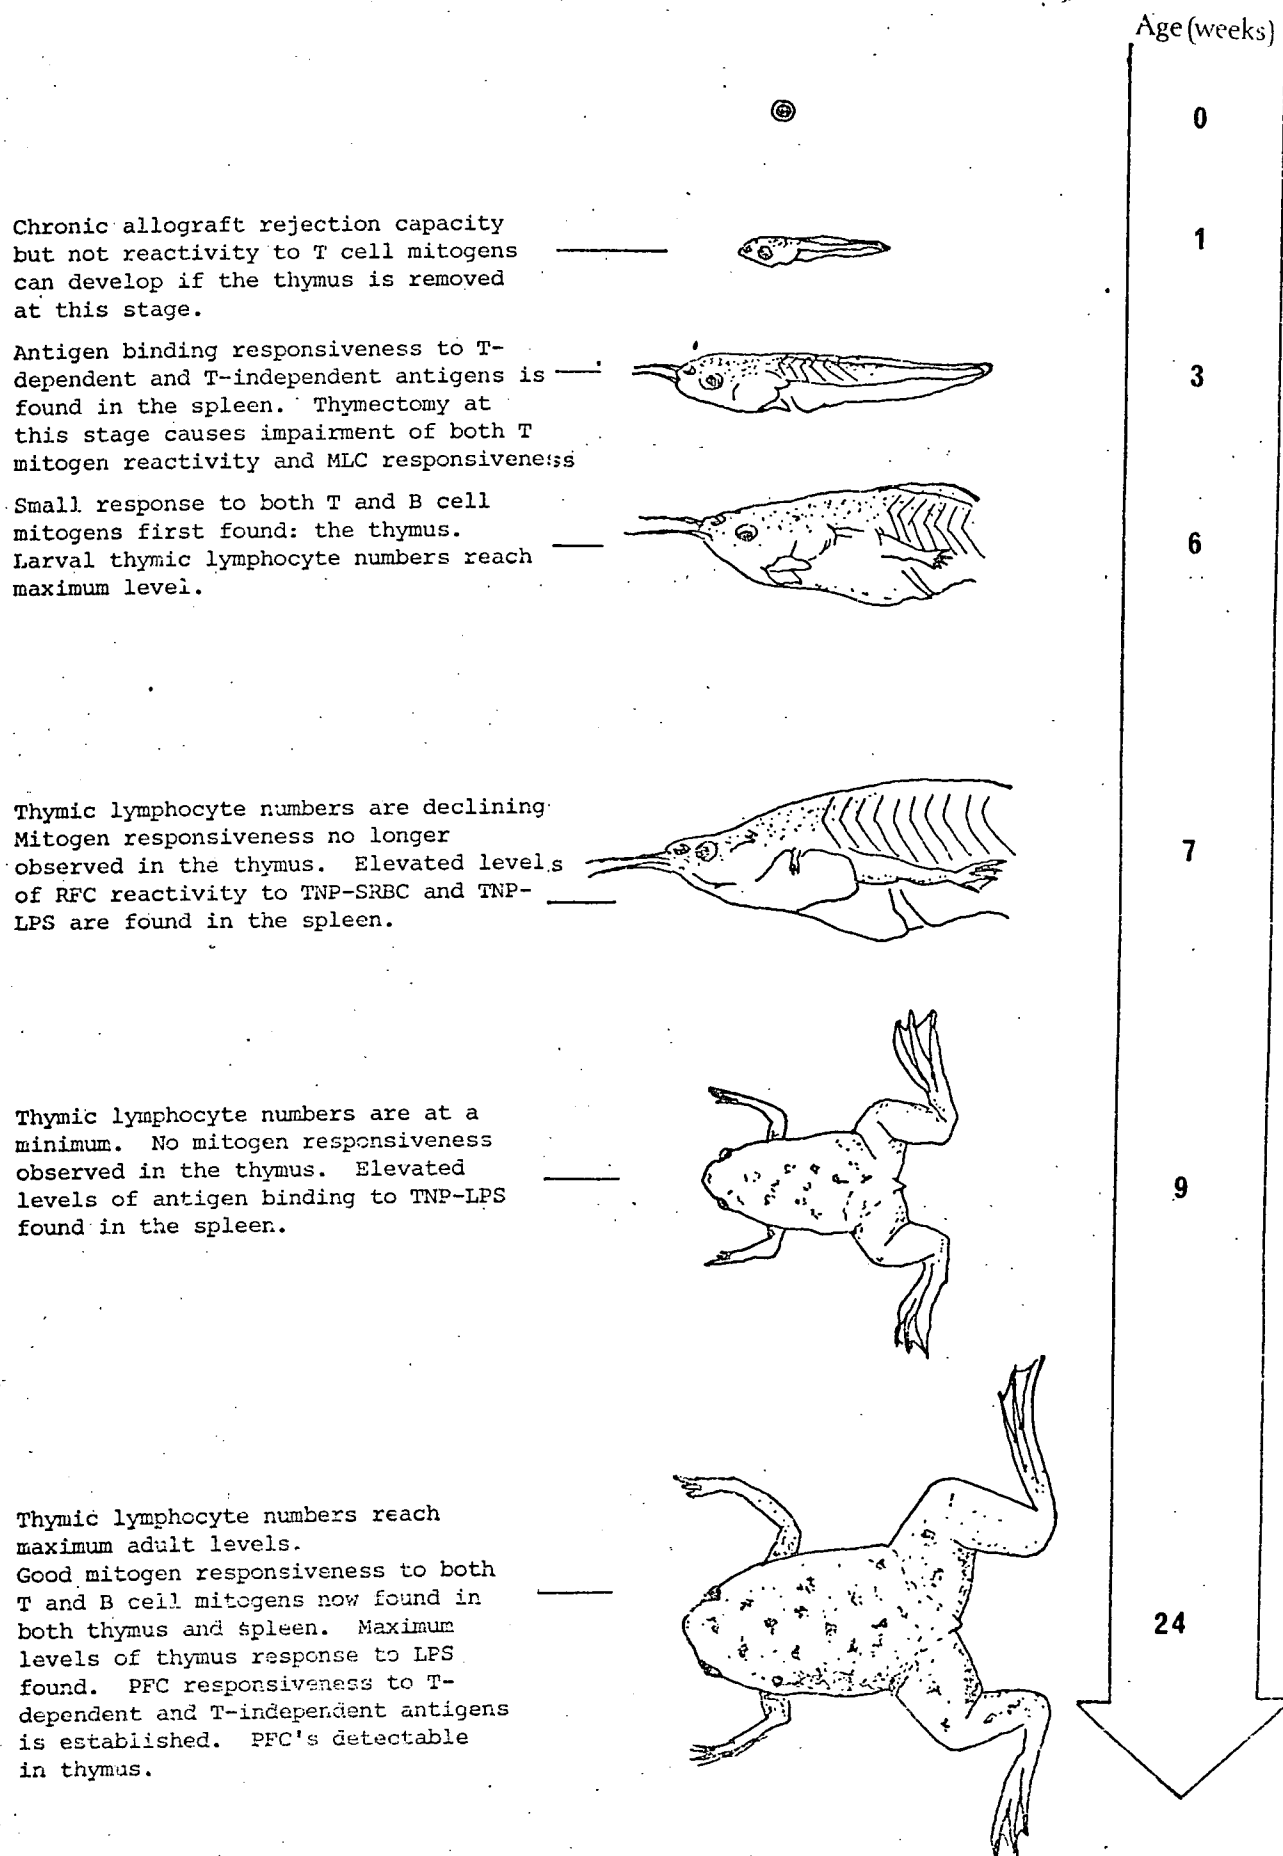 Age (weeks)
0
Chronic allograft rejection capacity
but not reactivity to T cell mitogens
can develop if the thymus is removed
at this stage.
1
Antigen binding responsiveness to T-
dependent and T-independent antigens is
found in the spleen. Thymectomy at
this stage causes impairment of both T
mitogen reactivity and MLC responsiveness
3
Small response to both T and B cell
mitogens first found: the thymus.
Larval thymic lymphocyte numbers reach
maximum level.
6
Thymic lymphocyte numbers are declining
Mitogen responsiveness no longer
observed in the thymus. Elevated levels
of RFC reactivity to TNP-SRBC and TNP-
LPS are found in the spleen.
7
Thymic lymphocyte numbers are at a
minimum. No mitogen responsiveness
observed in the thymus. Elevated
levels of antigen binding to TNP-LPS
found in the spleen.
9
Thymic lymphocyte numbers reach
maximum adult levels.
Good mitogen responsiveness to both
T and B cell mitogens now found in
both thymus and spleen. Maximum
levels of thymus response to LPS
found. PFC responsiveness to T-
dependent and T-independent antigens
is established. PFC's detectable
in thymus.
24